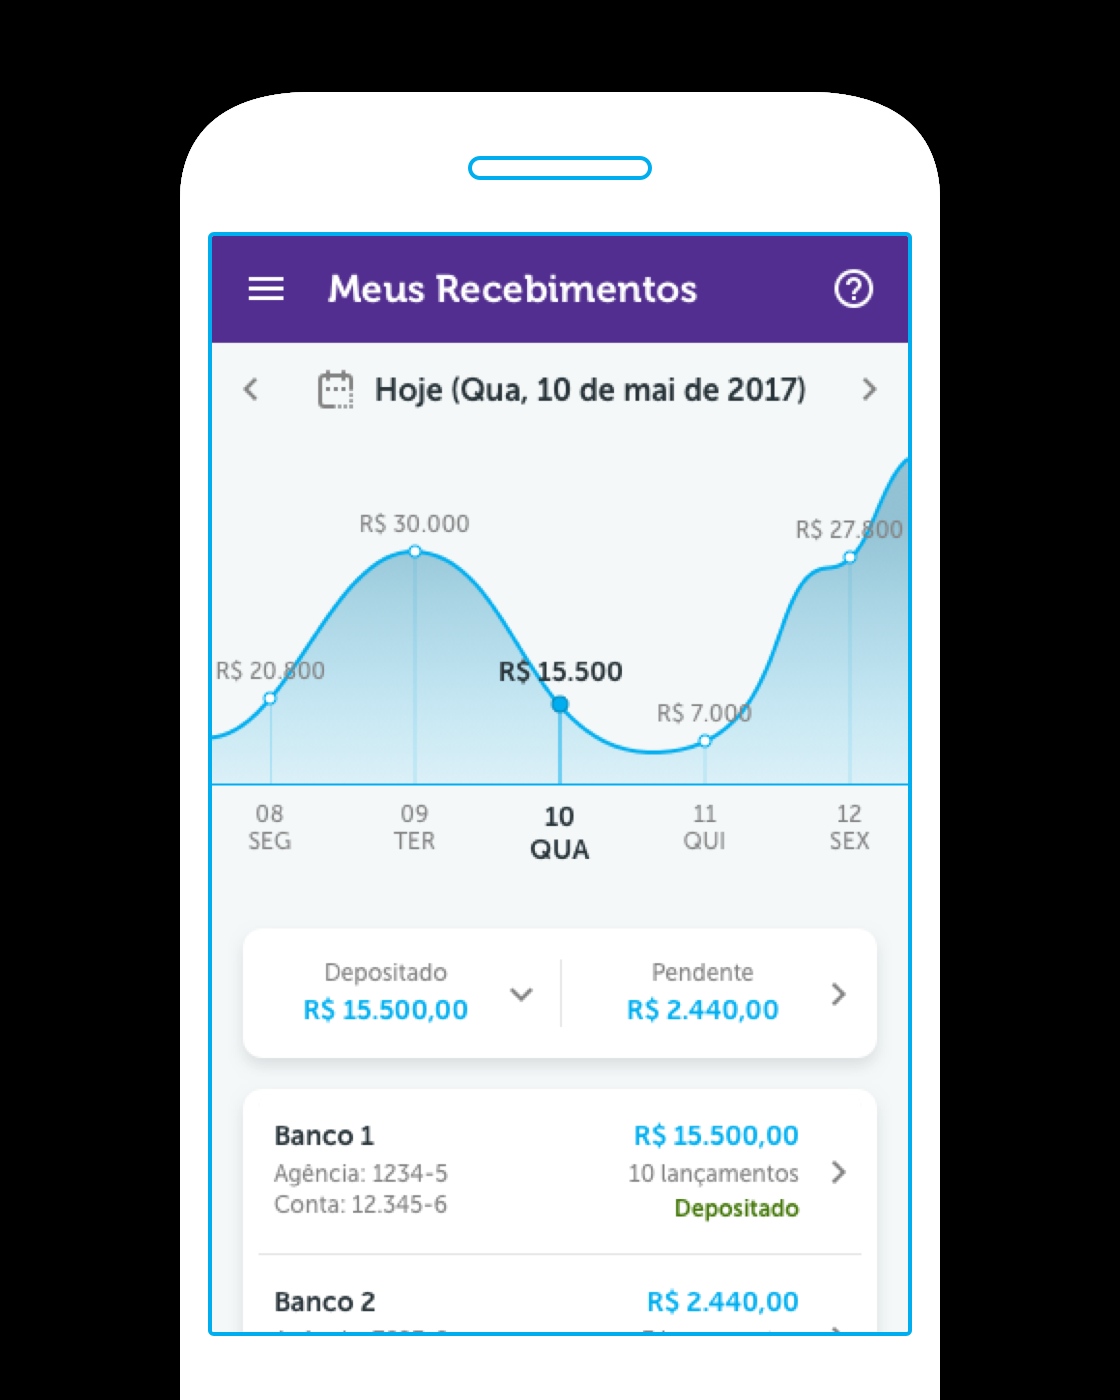 Meus Recebimentos
Hoje (Qua, 10 de mai de 2017)
R$ 20.800
R$ 30.000
R$ 15.500
R$ 7.000
R$ 27.800
08
SEG
09
TER
10
QUA
11
QUI
12
SEX
Depositado
R$ 15.500,00
Pendente
R$ 2.440,00
Banco 1
Agência: 1234-5
Conta: 12.345-6
R$ 15.500,00
10 lançamentos
Depositado
Banco 2
R$ 2.440,00